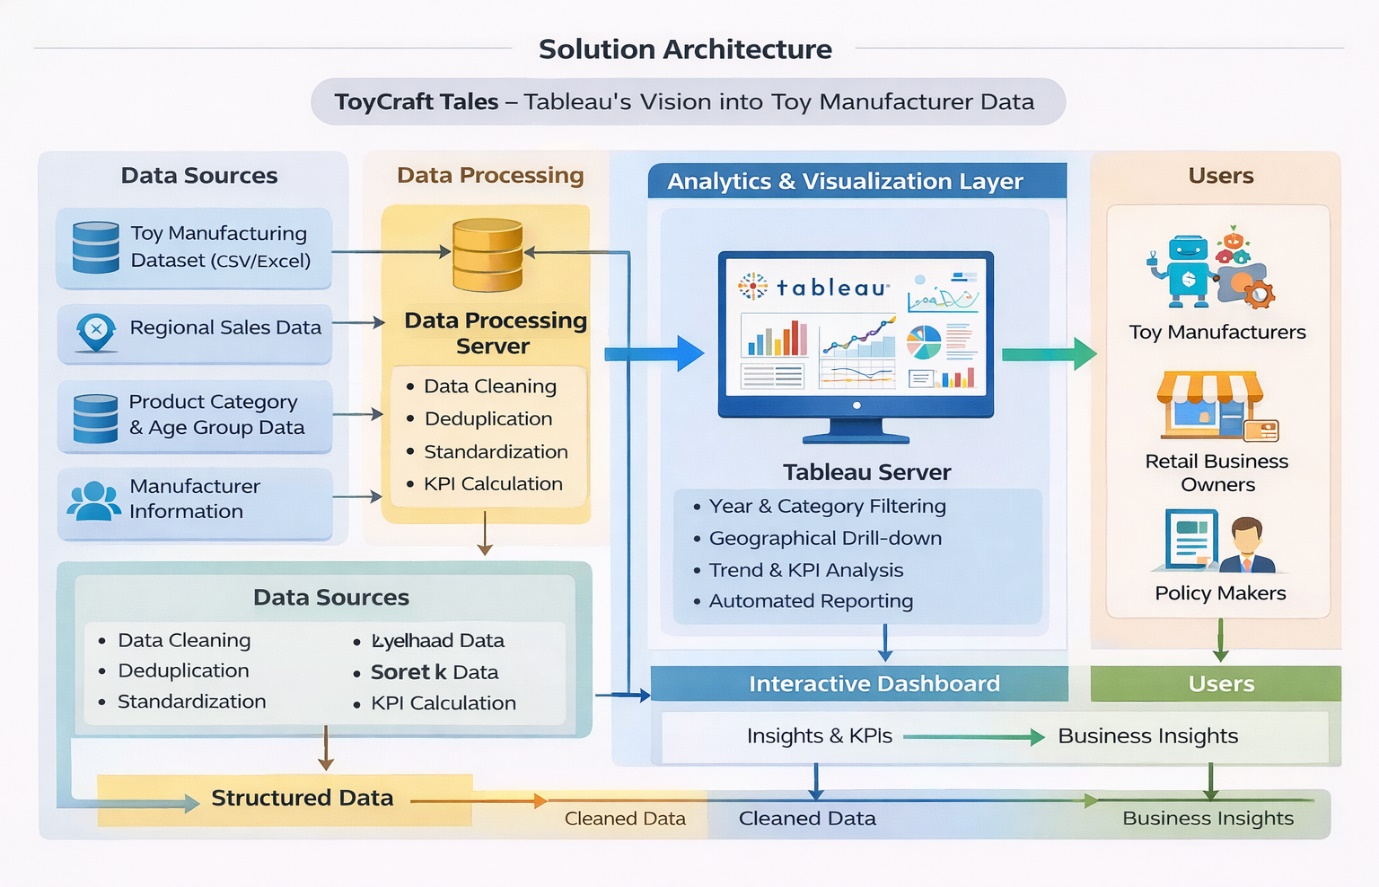 Solution Architecture
ToyCraft Tales – Tableau's Vision into Toy Manufacturer Data
Data Sources
Toy Manufacturing
Dataset (CSV/Excel)
Regional Sales Data
Product Category
& Age Group Data
Manufacturer
Information
Data Processing
Data Processing
Server
• Data Cleaning
• Deduplication
• Standardization
• KPI Calculation
Analytics & Visualization Layer
tableau
Tableau Server
• Year & Category Filtering
• Geographical Drill-down
• Trend & KPI Analysis
• Automated Reporting
Users
Toy Manufacturers
Retail Business
Owners
Policy Makers
Data Sources
• Data Cleaning
• Deduplication
• Standardization
• Data
• Soret k Data
• KPI Calculation
Interactive Dashboard
Users
Insights & KPIs
Business Insights
Structured Data
Cleaned Data
Cleaned Data
Business Insights